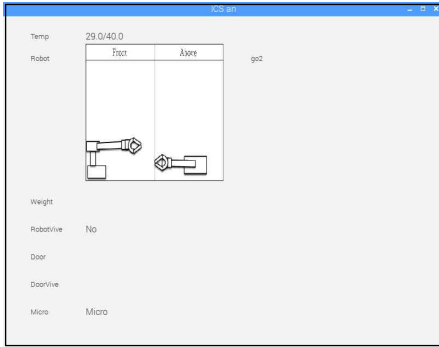 ICS an
Temp 29.0/40.0
Robot Front Above go2
Weight
RobotVive No
Door
DoorVive
Micro Micro